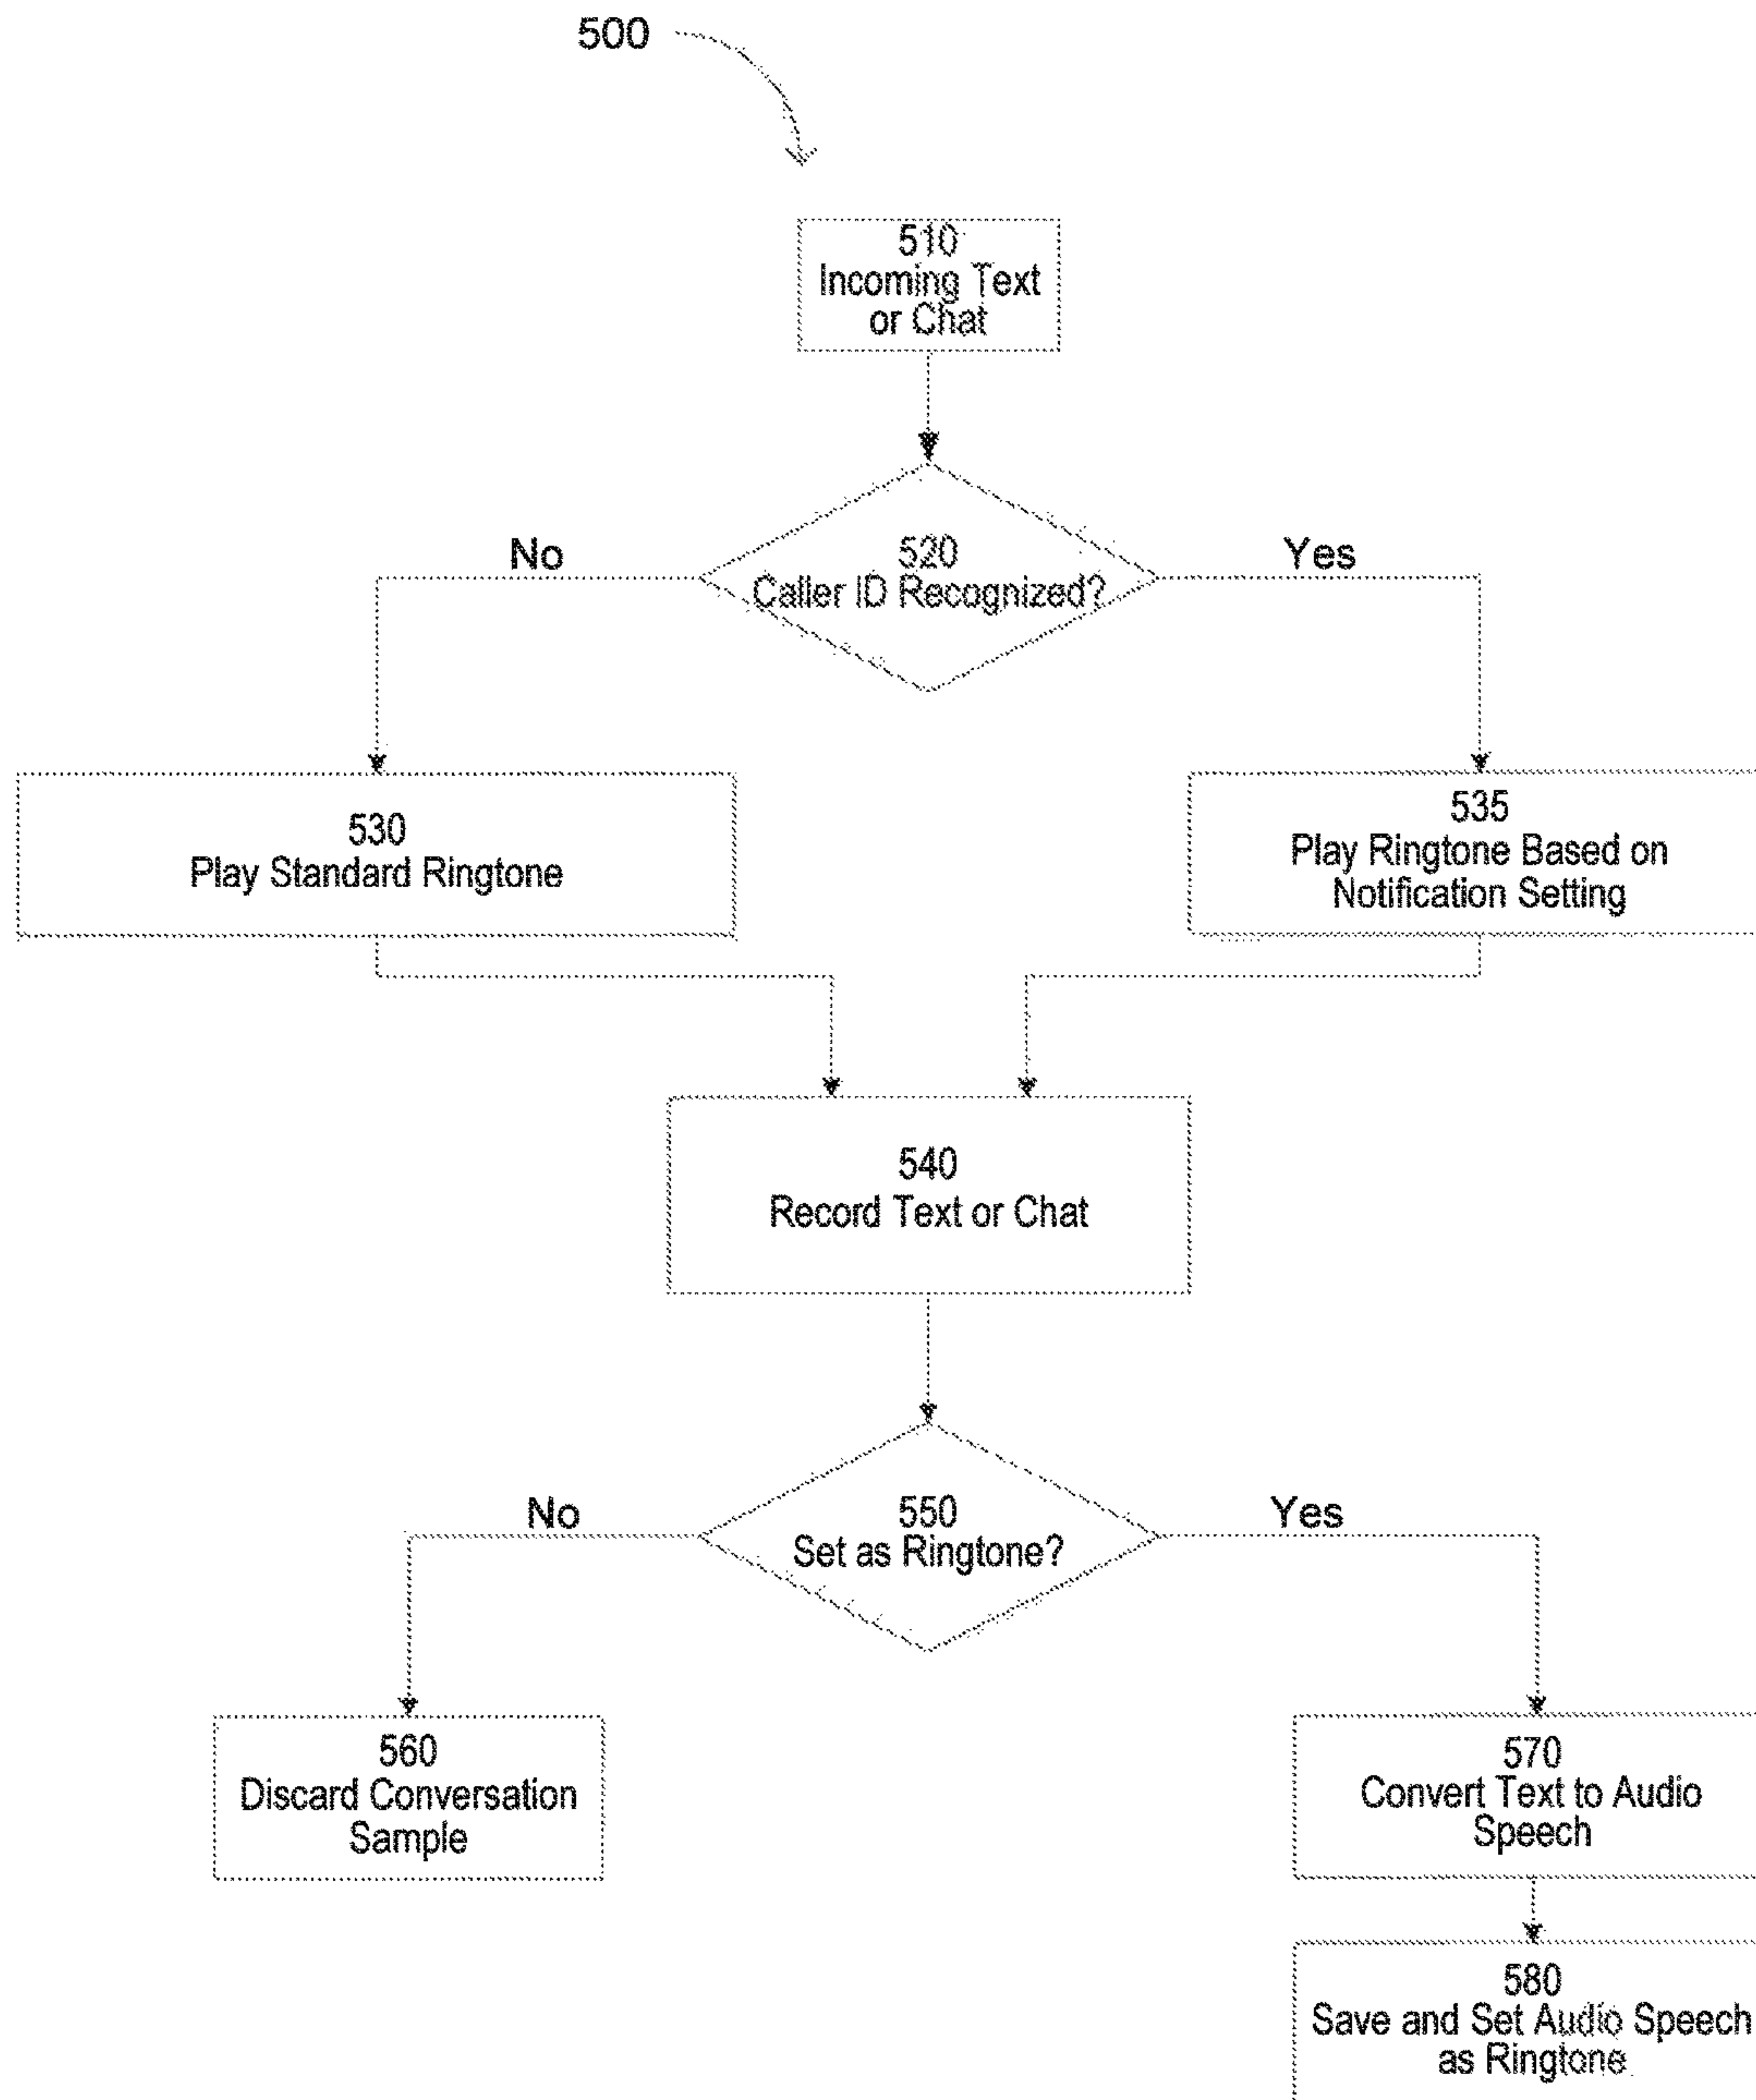 500
510
Incoming Text
or Chat
520
Caller ID Recognized?
No
Yes
530
Play Standard Ringtone
535
Play Ringtone Based on
Notification Setting
540
Record Text or Chat
550
Set as Ringtone?
No
Yes
560
Discard Conversation
Sample
570
Convert Text to Audio
Speech
580
Save and Set Audio Speech
as Ringtone